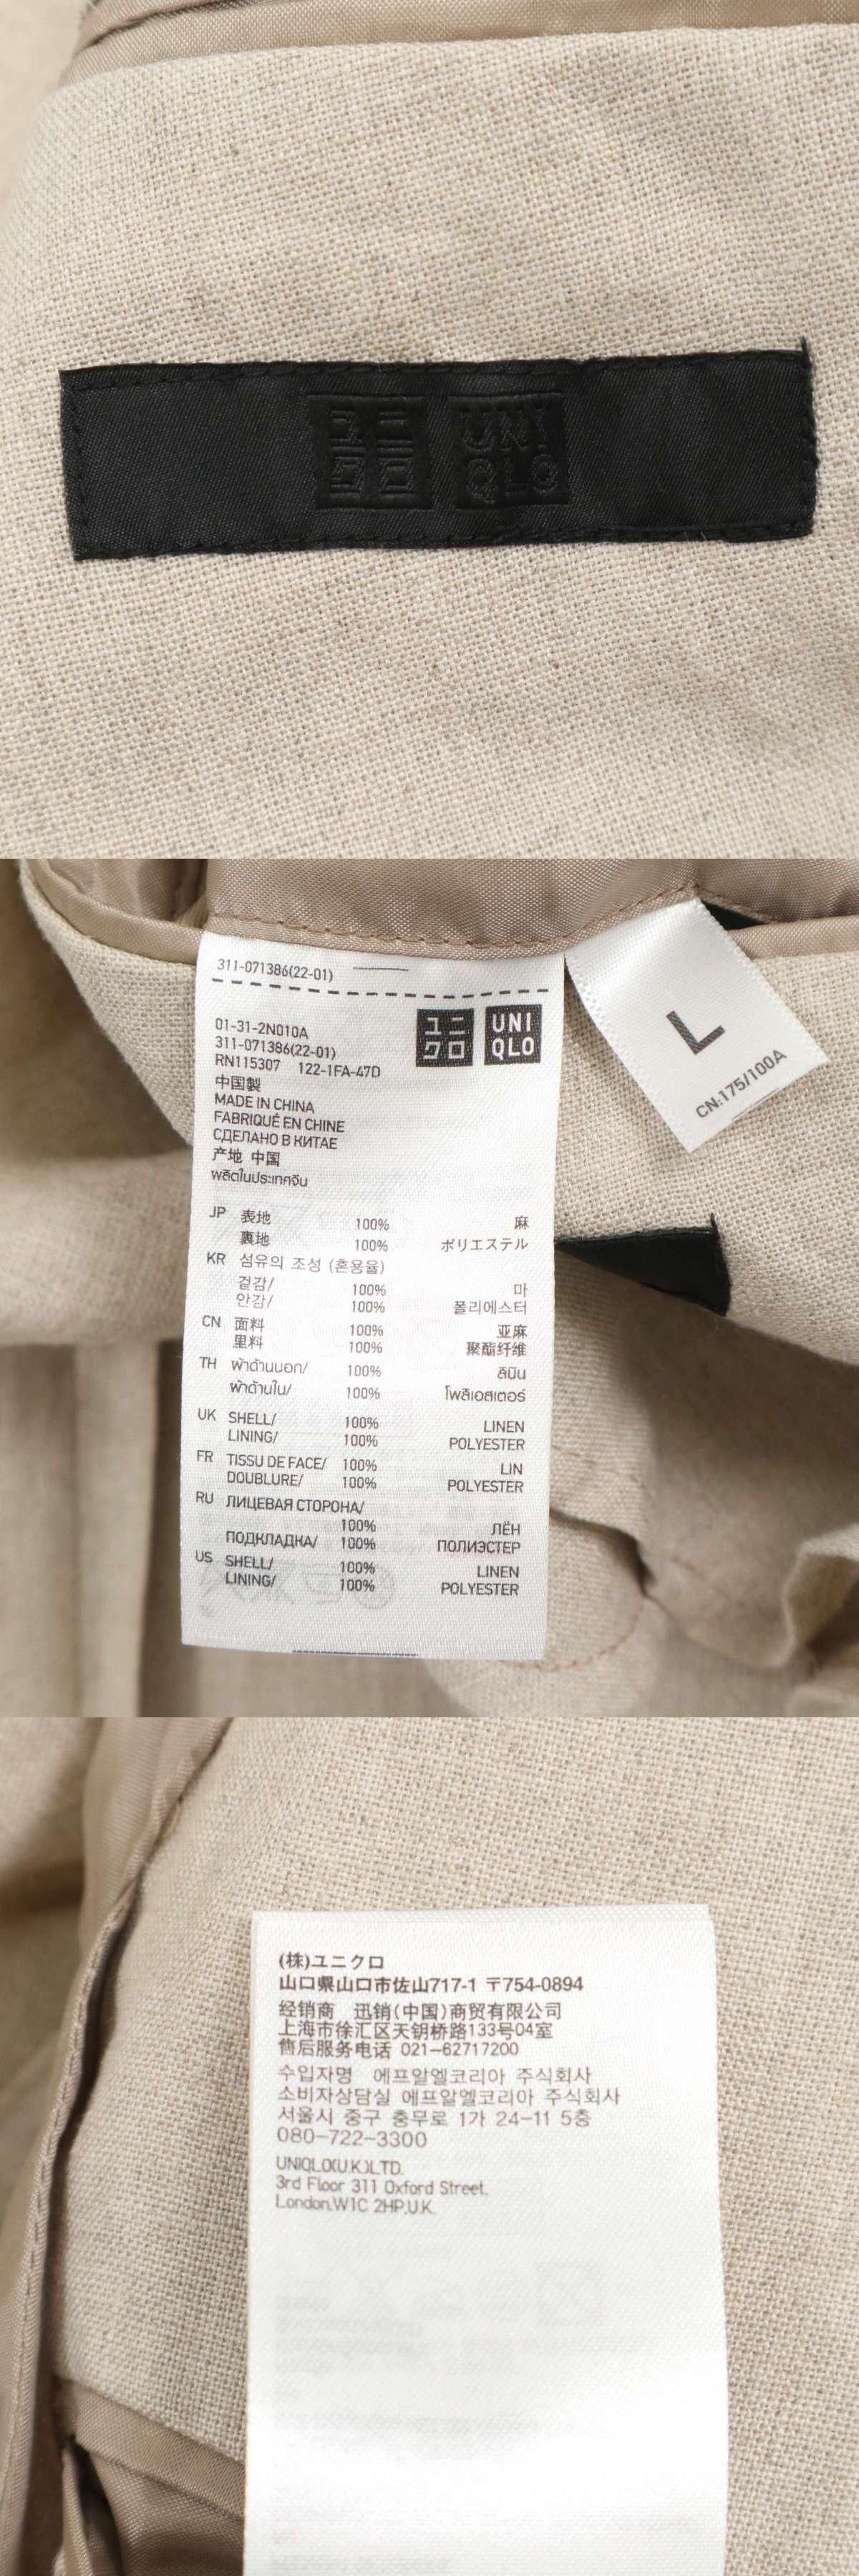 ユニ
クロ
UNI
QLO
311-071386(22-01)
01-31-2N010A
311-071386(22-01)
RN115307 122-1FA-47D
中国製
MADE IN CHINA
FABRIQUÉ EN CHINE
СДЕЛАНО В КИТАЕ
产地 中国
ผลิตในประเทศจีน
ユニ
クロ
UNI
QLO
L
CN:175/100A
JP 表地 100% 麻
裏地 100% ポリエステル
KR 섬유의 조성 (혼용율)
겉감/ 100% 마
안감/ 100% 폴리에스터
CN 面料 100% 亚麻
里料 100% 聚酯纤维
TH ผ้าด้านนอก/ 100% ลินิน
ผ้าด้านใน/ 100% โพลิเอสเตอร์
UK SHELL/ 100% LINEN
LINING/ 100% POLYESTER
FR TISSU DE FACE/ 100% LIN
DOUBLURE/ 100% POLYESTER
RU ЛИЦЕВАЯ СТОРОНА/
100% ЛЁН
ПОДКЛАДКА/ 100% ПОЛИЭСТЕР
US SHELL/ 100% LINEN
LINING/ 100% POLYESTER
(株)ユニクロ
山口県山口市佐山717-1 〒754-0894
经销商 迅销(中国)商贸有限公司
上海市徐汇区天钥桥路133号04室
售后服务电话 021-62717200
수입자명 에프알엘코리아 주식회사
소비자상담실 에프알엘코리아 주식회사
서울시 중구 충무로 1가 24-11 5층
080-722-3300
UNIQLO(U.K.)LTD.
3rd Floor 311 Oxford Street,
London,W1C 2HP,U.K.